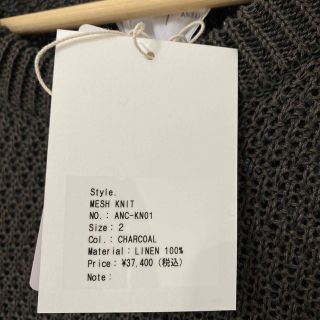 Style.
MESH KNIT
NO.: ANC-KN01
Size: 2
Col.: CHARCOAL
Material: LINEN 100%
Price: ¥37,400 (税込)
Note: